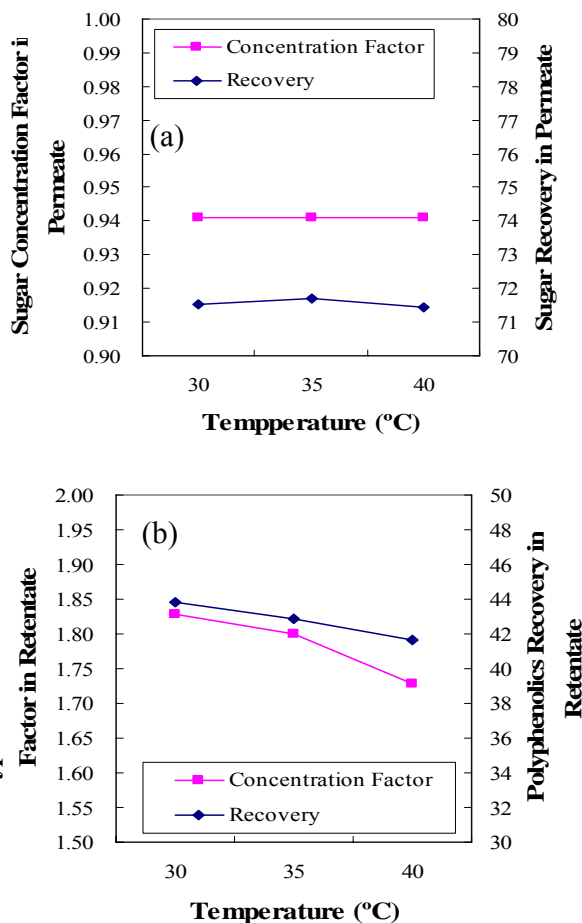 1.00
0.99
0.98
0.97
0.96
0.95
0.94
0.93
0.92
0.91
0.90
Sugar Concentration Factor i
Permeate
Concentration Factor
Recovery
(a)
80
79
78
77
76
75
74
73
72
71
70
Sugar Recovery in Permeate
30 35 40
Tempperature (ºC)
2.00
1.95
1.90
1.85
1.80
1.75
1.70
1.65
1.60
1.55
1.50
Factor in Retentate
(b)
Concentration Factor
Recovery
50
48
46
44
42
40
38
36
34
32
30
Polyphenolics Recovery in
Retentate
30 35 40
Temperature (ºC)